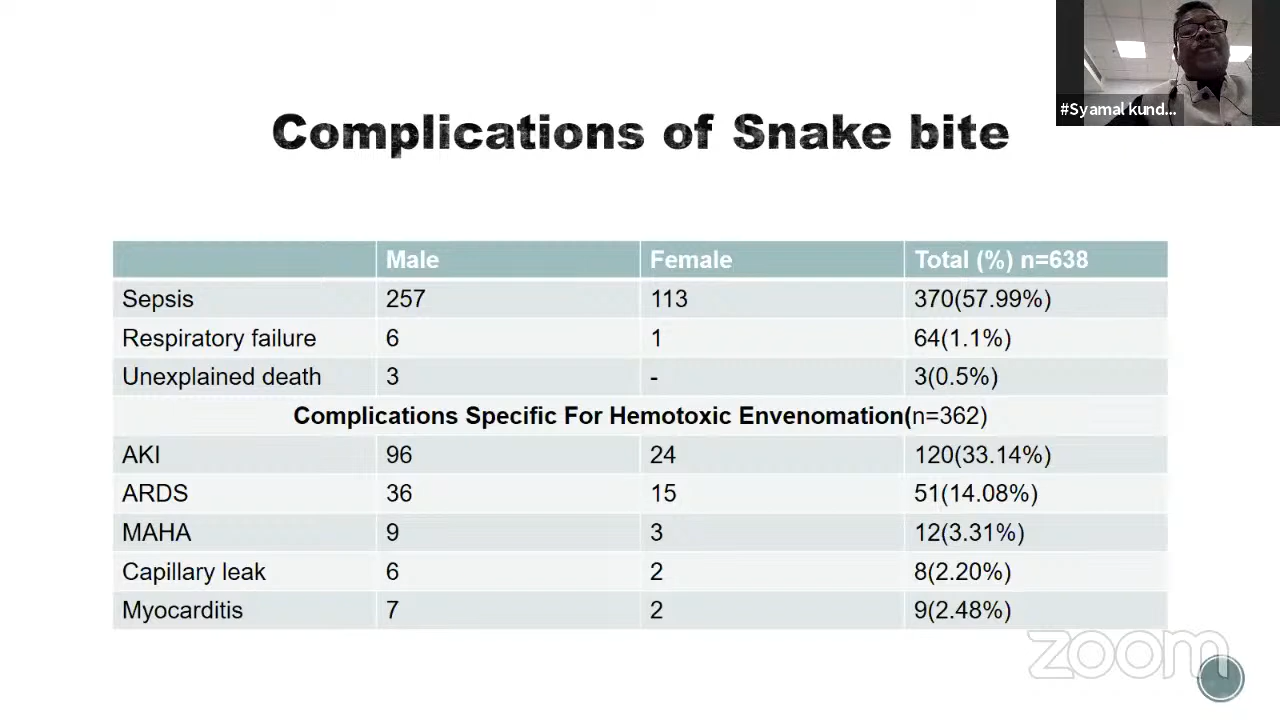 #Syamal kund...
Complications of Snake bite
Male Female Total (%) n=638
Sepsis 257 113 370(57.99%)
Respiratory failure 6 1 64(1.1%)
Unexplained death 3 - 3(0.5%)
Complications Specific For Hemotoxic Envenomation(n=362)
AKI 96 24 120(33.14%)
ARDS 36 15 51(14.08%)
MAHA 9 3 12(3.31%)
Capillary leak 6 2 8(2.20%)
Myocarditis 7 2 9(2.48%)
zoom